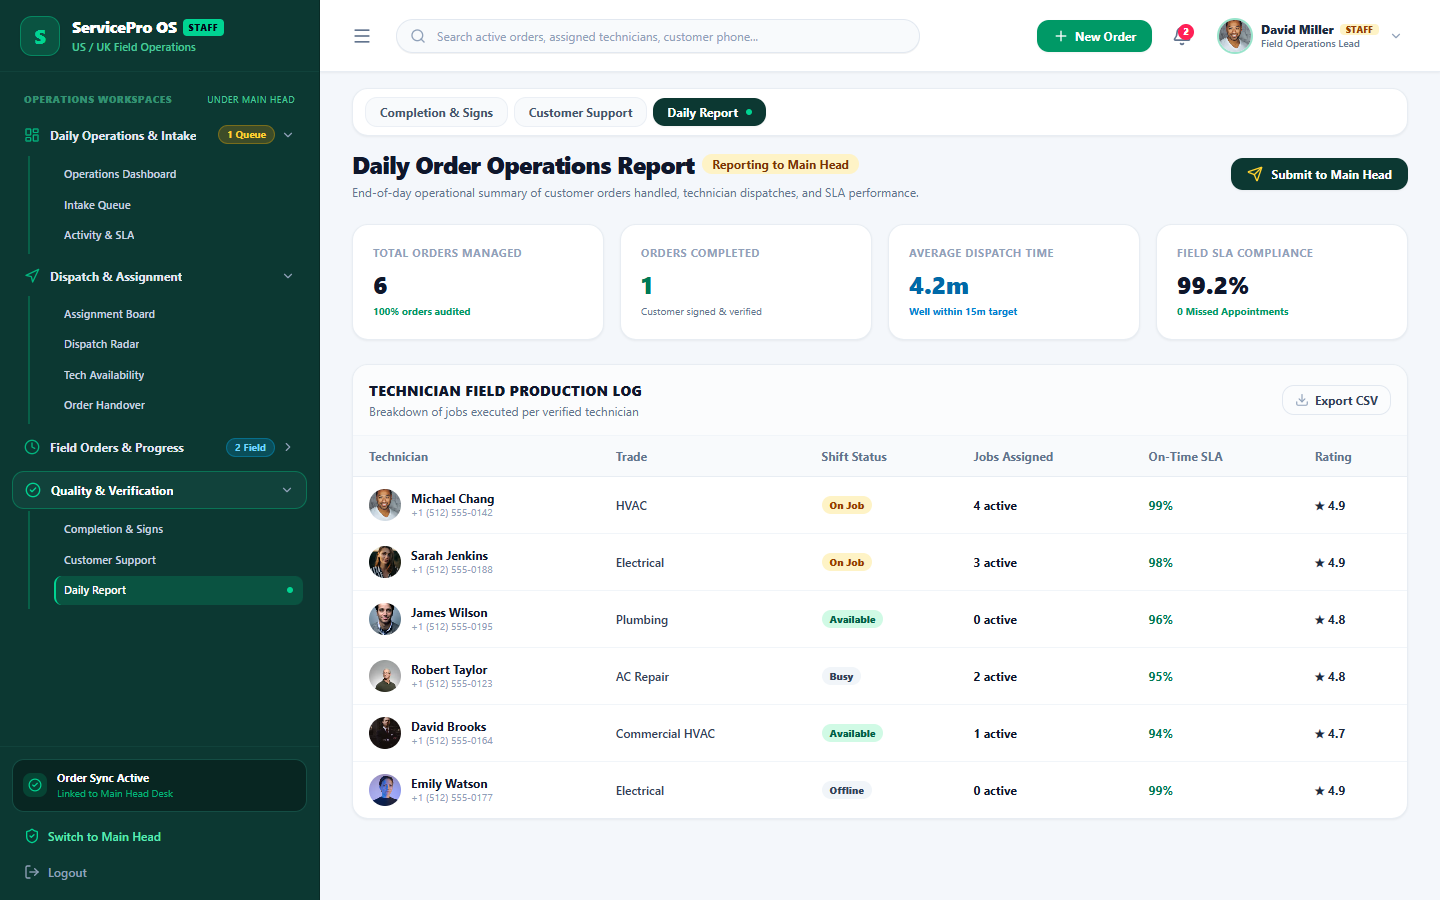 S
ServicePro OS STAFF
US / UK Field Operations
OPERATIONS WORKSPACES UNDER MAIN HEAD
Daily Operations & Intake 1 Queue
Operations Dashboard
Intake Queue
Activity & SLA
Dispatch & Assignment
Assignment Board
Dispatch Radar
Tech Availability
Order Handover
Field Orders & Progress 2 Field
Quality & Verification
Completion & Signs
Customer Support
Daily Report
Order Sync Active
Linked to Main Head Desk
Switch to Main Head
Logout
Search active orders, assigned technicians, customer phone...
New Order
2
David Miller STAFF
Field Operations Lead
Completion & Signs Customer Support Daily Report
Daily Order Operations Report Reporting to Main Head
End-of-day operational summary of customer orders handled, technician dispatches, and SLA performance.
Submit to Main Head
TOTAL ORDERS MANAGED
6
100% orders audited
ORDERS COMPLETED
1
Customer signed & verified
AVERAGE DISPATCH TIME
4.2m
Well within 15m target
FIELD SLA COMPLIANCE
99.2%
0 Missed Appointments
TECHNICIAN FIELD PRODUCTION LOG
Breakdown of jobs executed per verified technician
Export CSV
Technician Trade Shift Status Jobs Assigned On-Time SLA Rating
Michael Chang
+1 (512) 555-0142
HVAC On Job 4 active 99% ★ 4.9
Sarah Jenkins
+1 (512) 555-0188
Electrical On Job 3 active 98% ★ 4.9
James Wilson
+1 (512) 555-0195
Plumbing Available 0 active 96% ★ 4.8
Robert Taylor
+1 (512) 555-0123
AC Repair Busy 2 active 95% ★ 4.8
David Brooks
+1 (512) 555-0164
Commercial HVAC Available 1 active 94% ★ 4.7
Emily Watson
+1 (512) 555-0177
Electrical Offline 0 active 99% ★ 4.9